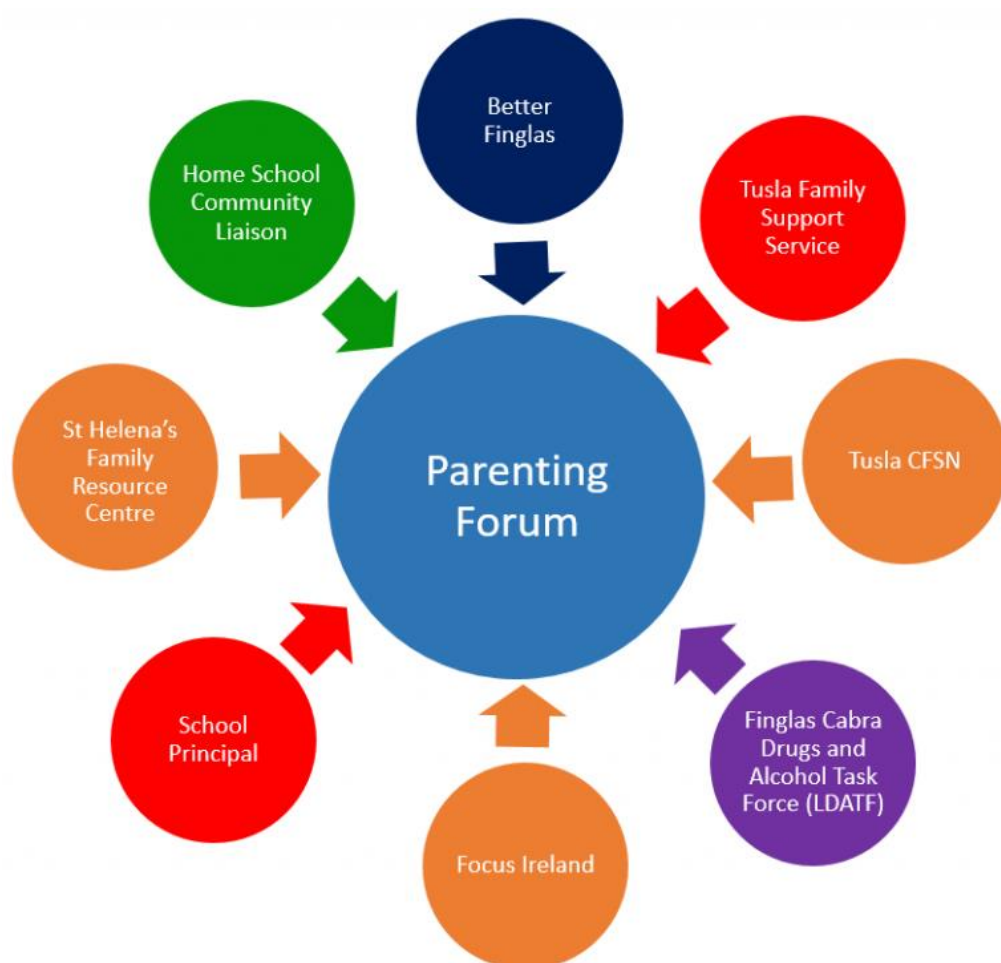 Better
Finglas
Home School
Community
Liaison
Tusla Family
Support
Service
St Helena’s
Family
Resource
Centre
Parenting
Forum
Tusla CFSN
School
Principal
Finglas Cabra
Drugs and
Alcohol Task
Force (LDATF)
Focus Ireland